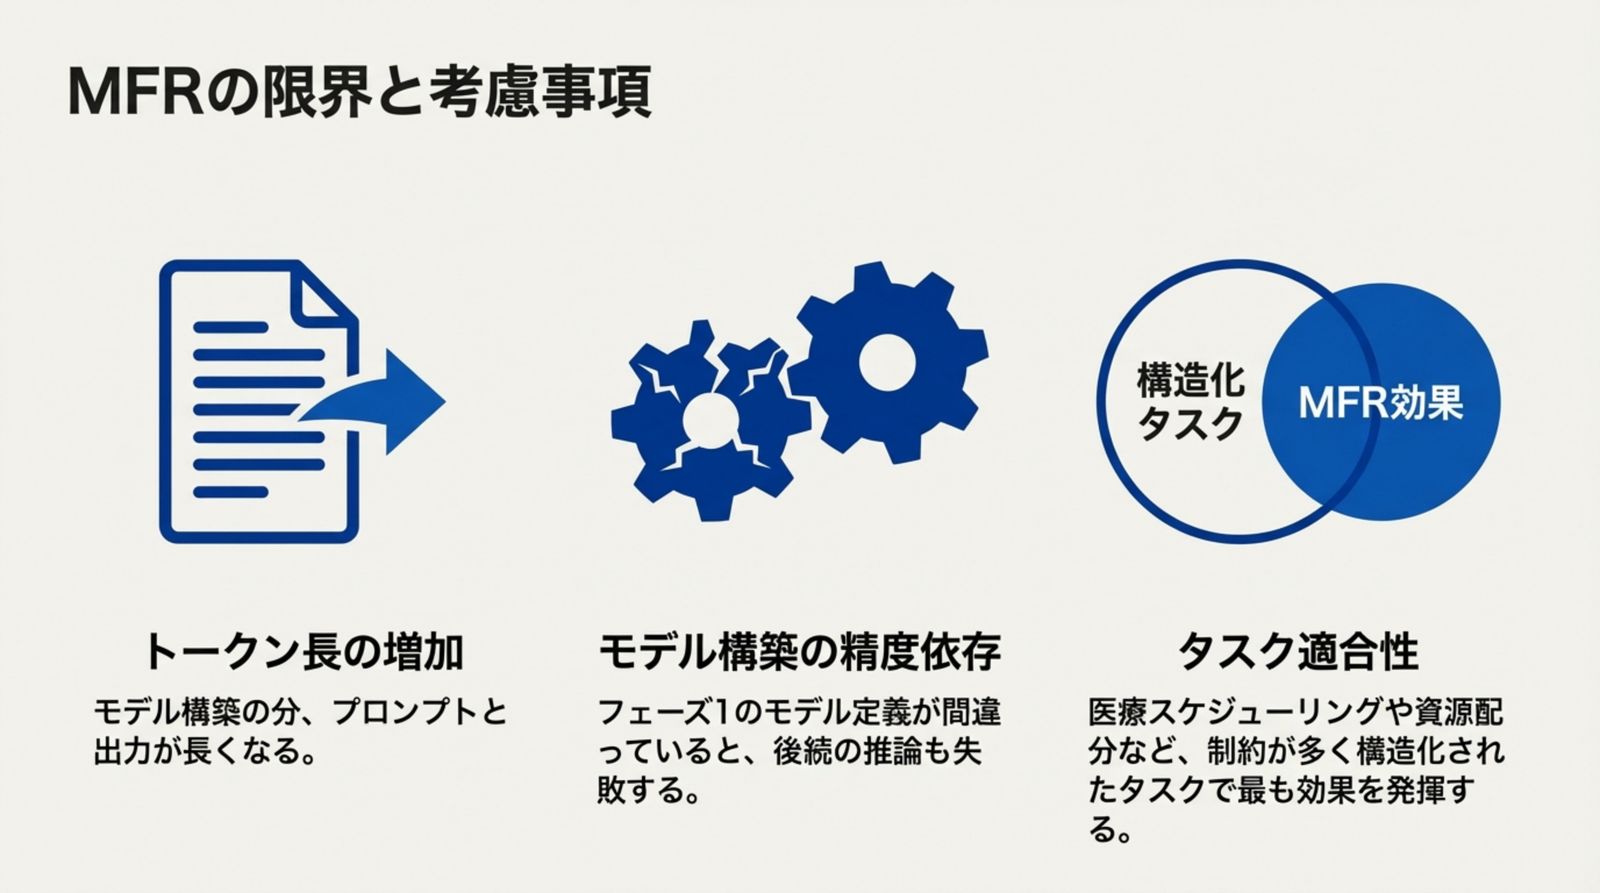 MFRの限界と考慮事項
構造化
タスク
MFR効果
トークン長の増加
モデル構築の分、プロンプトと
出力が長くなる。
モデル構築の精度依存
フェーズ1のモデル定義が間違
っていると、後続の推論も失
敗する。
タスク適合性
医療スケジューリングや資源配
分など、制約が多く構造化され
たタスクで最も効果を発揮す
る。